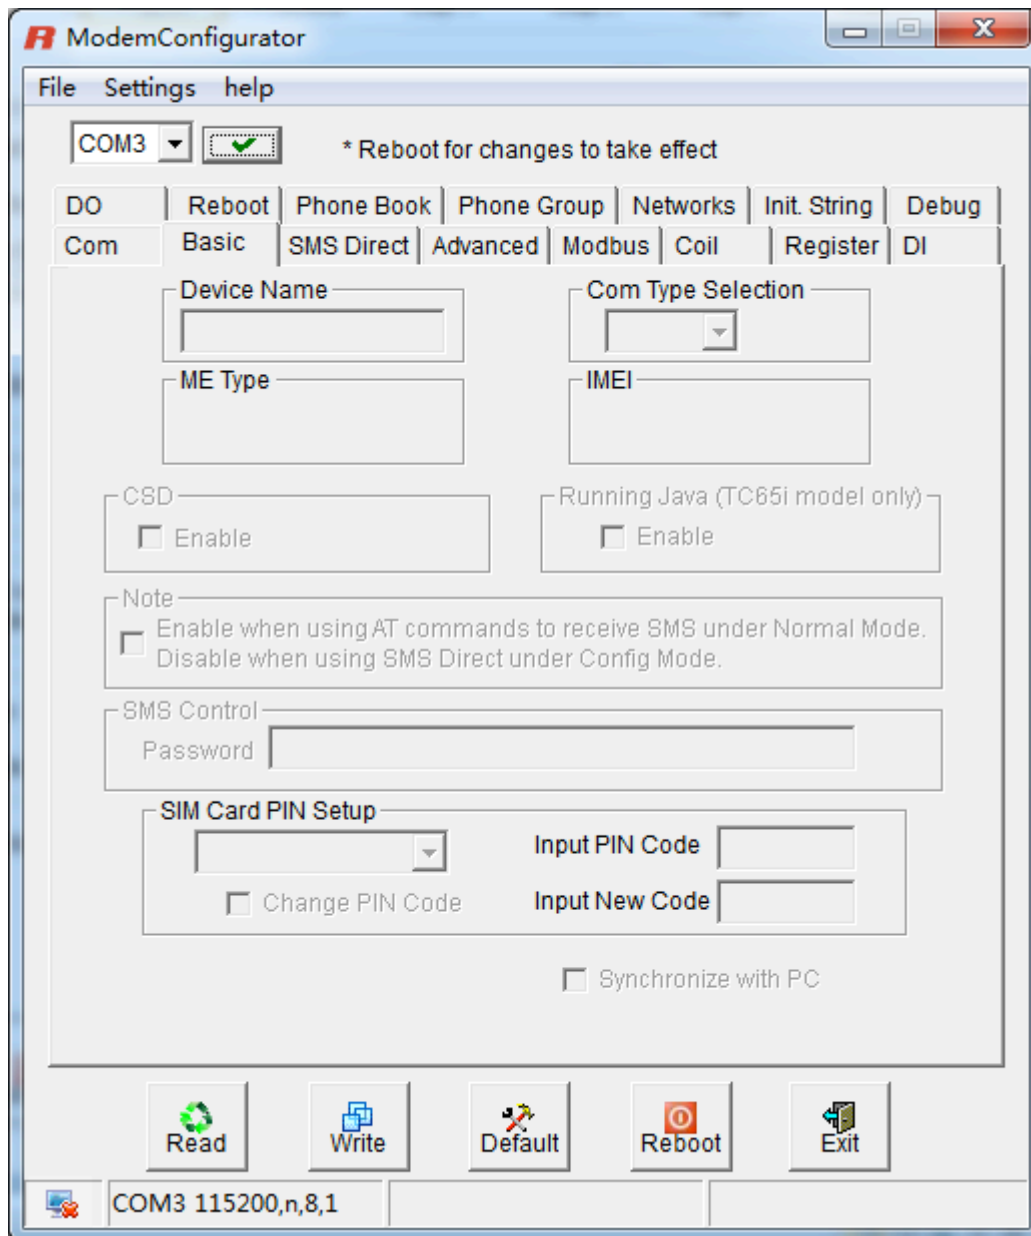 ModemConfigurator
File Settings help
COM3
* Reboot for changes to take effect
DO Reboot Phone Book Phone Group Networks Init. String Debug
Com Basic SMS Direct Advanced Modbus Coil Register DI
Device Name Com Type Selection
ME Type IMEI
CSD Running Java (TC65i model only)
Enable Enable
Note
Enable when using AT commands to receive SMS under Normal Mode.
Disable when using SMS Direct under Config Mode.
SMS Control
Password
SIM Card PIN Setup
Input PIN Code
Change PIN Code Input New Code
Synchronize with PC
Read Write Default Reboot Exit
COM3 115200,n,8,1